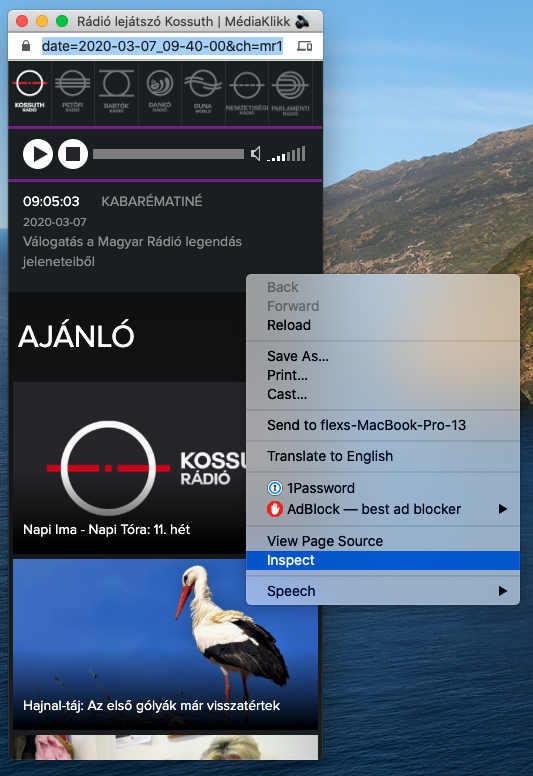 Rádió lejátszó Kossuth | MédiaKlikk
date=2020-03-07_09-40-00&ch=mr1
KOSSUTH
RÁDIÓ
PETŐFI
RÁDIÓ
BARTÓK
RÁDIÓ
DANKÓ
RÁDIÓ
DUNA
WORLD
NEMZETISÉGI
RÁDIÓ
PARLAMENTI
RÁDIÓ
09:05:03 KABARÉMATINÉ
2020-03-07
Válogatás a Magyar Rádió legendás
jeleneteiből
AJÁNLÓ
KOSSU
RÁDIÓ
Napi Ima - Napi Tóra: 11. hét
Hajnal-táj: Az első gólyák már visszatértek
Back
Forward
Reload
Save As...
Print...
Cast...
Send to flexs-MacBook-Pro-13
Translate to English
1Password
AdBlock — best ad blocker
View Page Source
Inspect
Speech